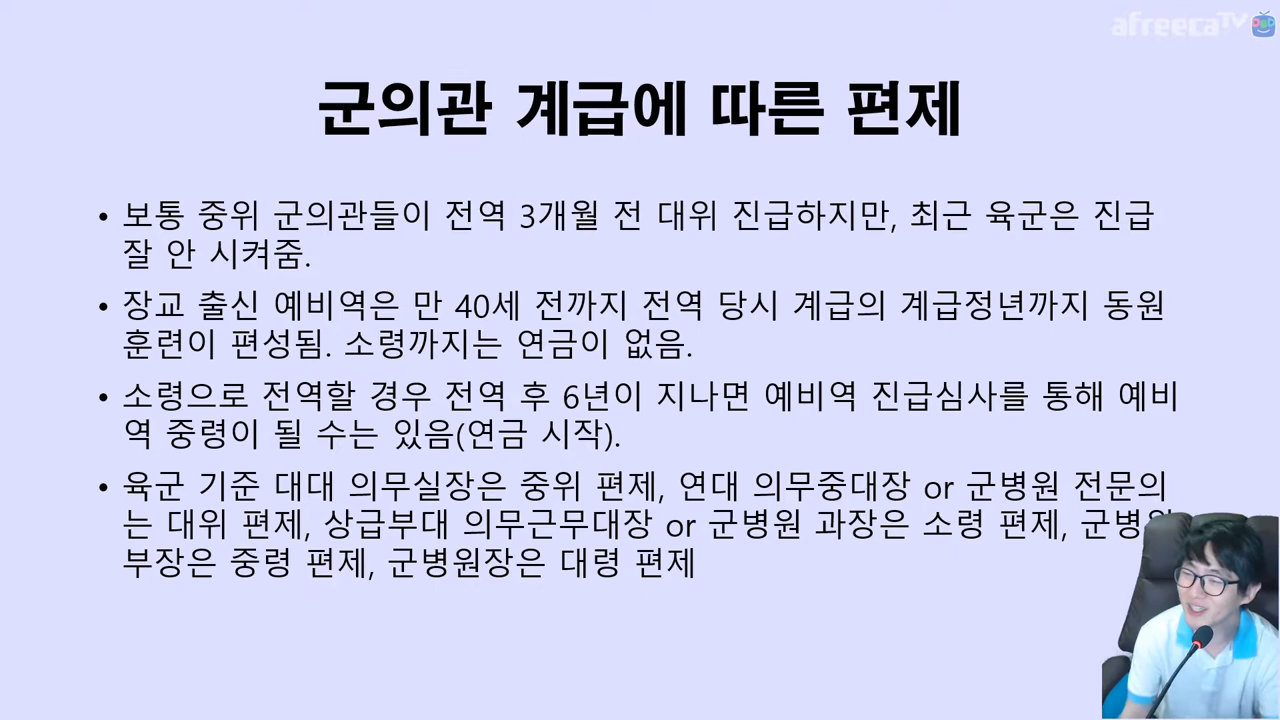 afreecaTV
군의관 계급에 따른 편제
• 보통 중위 군의관들이 전역 3개월 전 대위 진급하지만, 최근 육군은 진급
잘 안 시켜줌.
• 장교 출신 예비역은 만 40세 전까지 전역 당시 계급의 계급정년까지 동원
훈련이 편성됨. 소령까지는 연금이 없음.
• 소령으로 전역할 경우 전역 후 6년이 지나면 예비역 진급심사를 통해 예비
역 중령이 될 수는 있음(연금 시작).
• 육군 기준 대대 의무실장은 중위 편제, 연대 의무중대장 or 군병원 전문의
는 대위 편제, 상급부대 의무근무대장 or 군병원 과장은 소령 편제, 군병원
부장은 중령 편제, 군병원장은 대령 편제